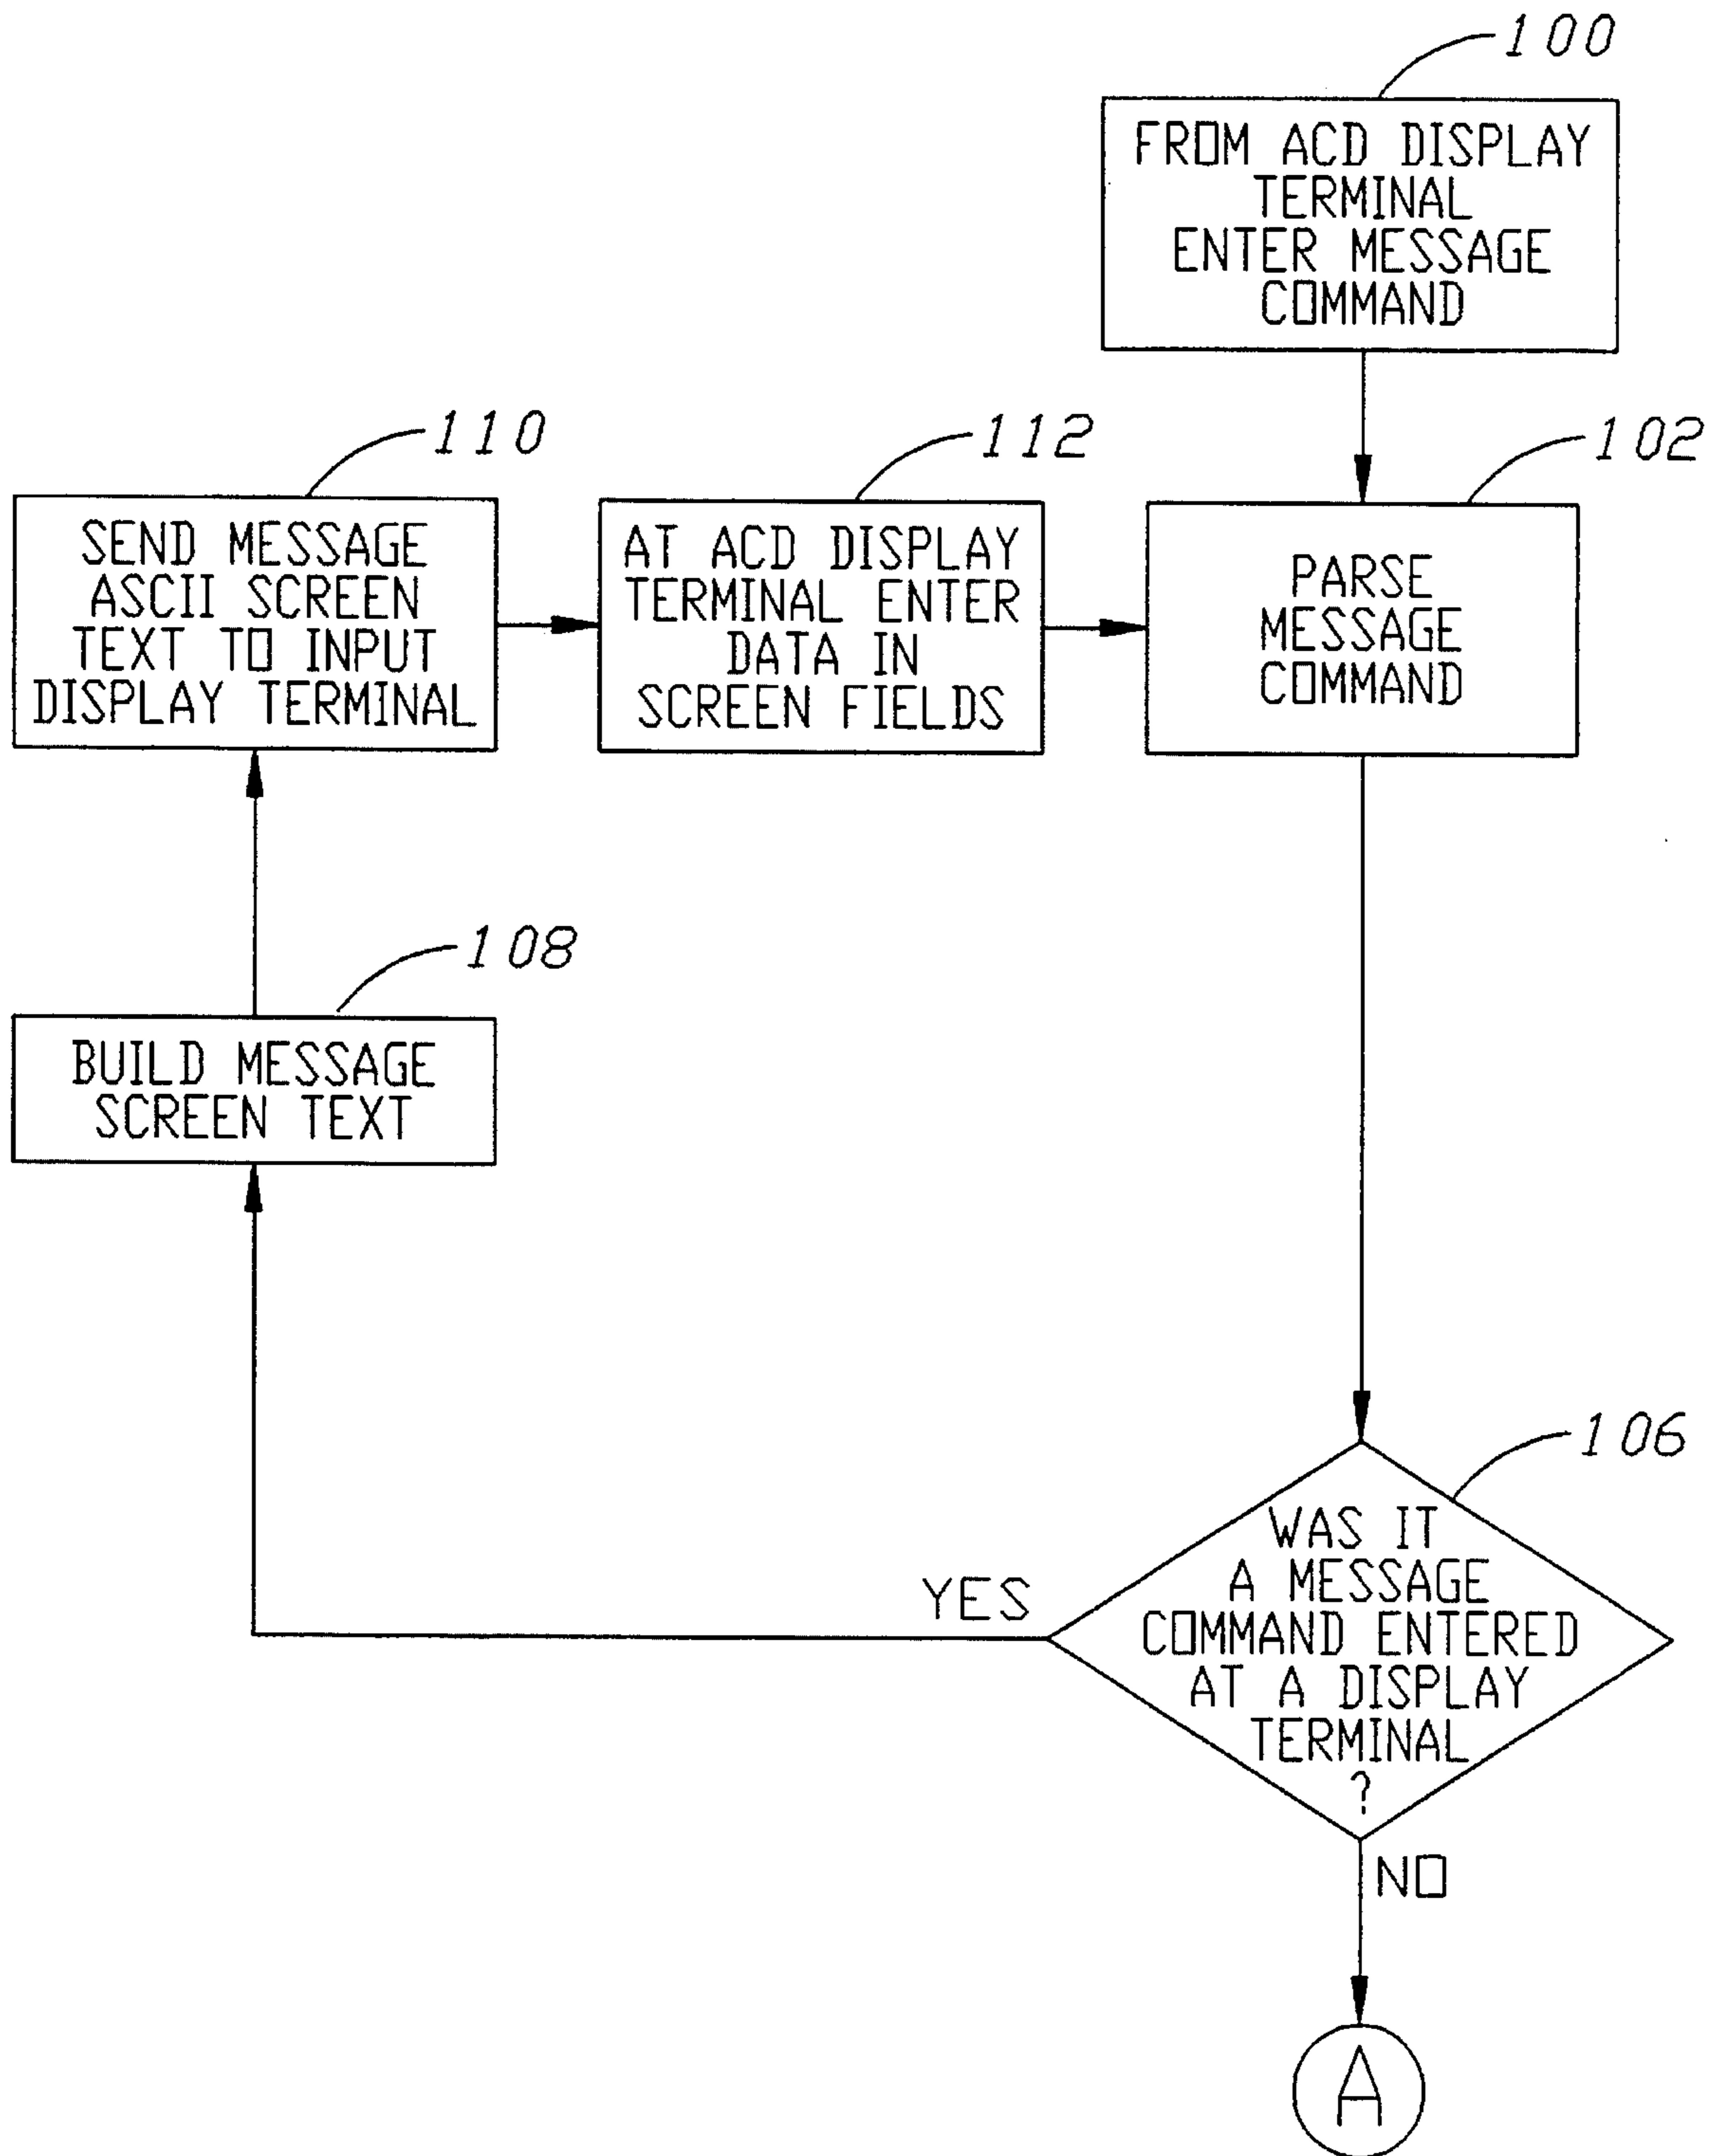 100
FROM ACD DISPLAY
TERMINAL
ENTER MESSAGE
COMMAND
110
SEND MESSAGE
ASCII SCREEN
TEXT TO INPUT
DISPLAY TERMINAL
112
AT ACD DISPLAY
TERMINAL ENTER
DATA IN
SCREEN FIELDS
102
PARSE
MESSAGE
COMMAND
108
BUILD MESSAGE
SCREEN TEXT
106
WAS IT
A MESSAGE
COMMAND ENTERED
AT A DISPLAY
TERMINAL
?
YES
NO
A